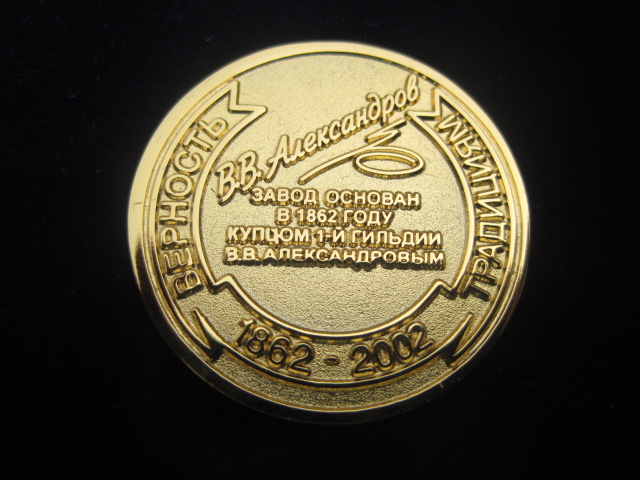 В.В. Александров
ЗАВОД ОСНОВАН
В 1862 ГОДУ
КУПЦОМ 1-Й ГИЛЬДИИ
В.В. АЛЕКСАНДРОВЫМ
ВЕРНОСТЬ
ТРАДИЦИЯМ
1862 - 2002